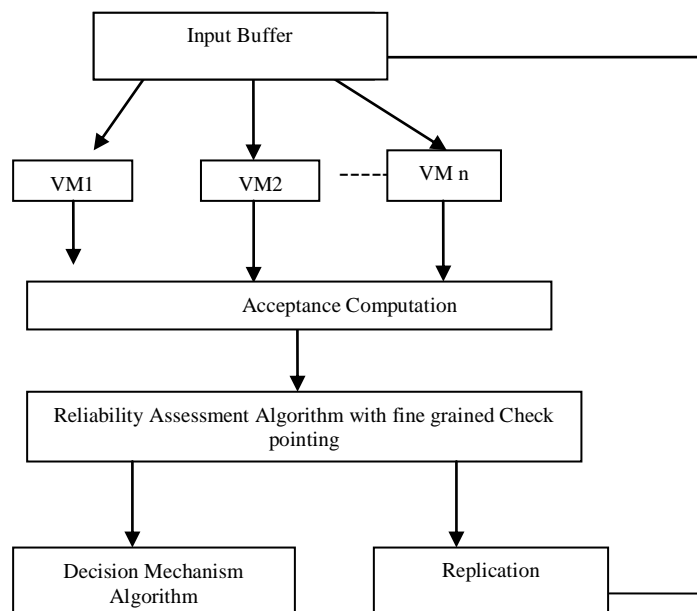 Input Buffer
VM1
VM2
VM n
Acceptance Computation
Reliability Assessment Algorithm with fine grained Check
pointing
Decision Mechanism
Algorithm
Replication